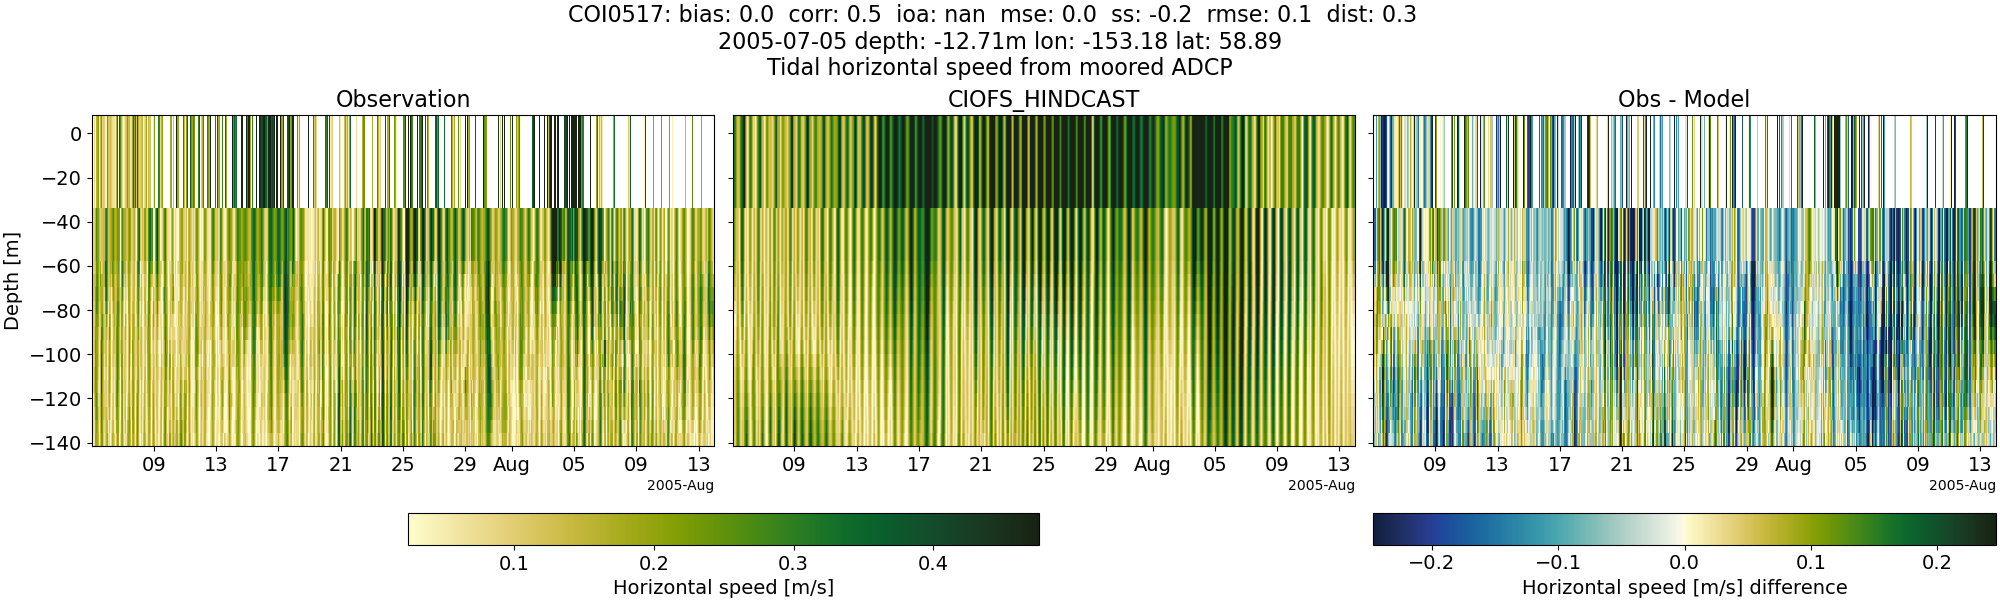 COI0517: bias: 0.0 corr: 0.5 ioa: nan mse: 0.0 ss: -0.2 rmse: 0.1 dist: 0.3
2005-07-05 depth: -12.71m lon: -153.18 lat: 58.89
Tidal horizontal speed from moored ADCP
Observation
CIOFS_HINDCAST
Obs - Model
Depth [m]
0
−20
−40
−60
−80
−100
−120
−140
09 13 17 21 25 29 Aug 05 09 13
2005-Aug
09 13 17 21 25 29 Aug 05 09 13
2005-Aug
09 13 17 21 25 29 Aug 05 09 13
2005-Aug
0.1 0.2 0.3 0.4
Horizontal speed [m/s]
−0.2 −0.1 0.0 0.1 0.2
Horizontal speed [m/s] difference